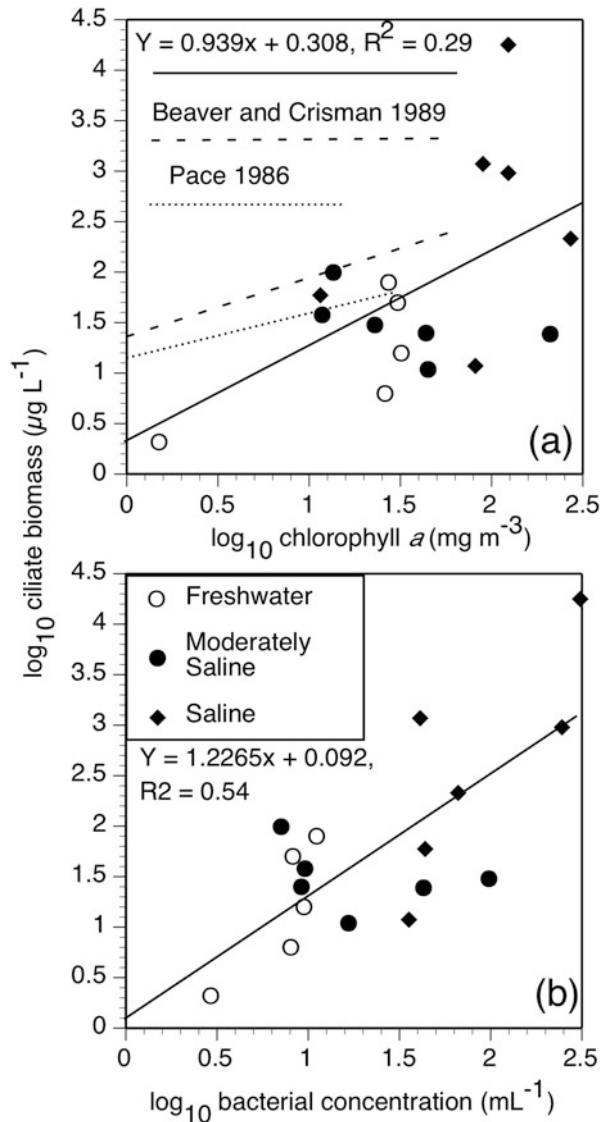 Y = 0.939x + 0.308, R² = 0.29
Beaver and Crisman 1989
Pace 1986
4.5
4
3.5
3
2.5
2
1.5
1
0.5
0
(a)
0 0.5 1.0 1.5 2.0 2.5
log₁₀ chlorophyll a (mg m⁻³)
log₁₀ ciliate biomass (µg L⁻¹)
4.5
4
3.5
3
2.5
2
1.5
1
0.5
0
Freshwater
Moderately
Saline
Saline
Y = 1.2265x + 0.092,
R2 = 0.54
(b)
0 0.5 1 1.5 2 2.5
log₁₀ bacterial concentration (mL⁻¹)